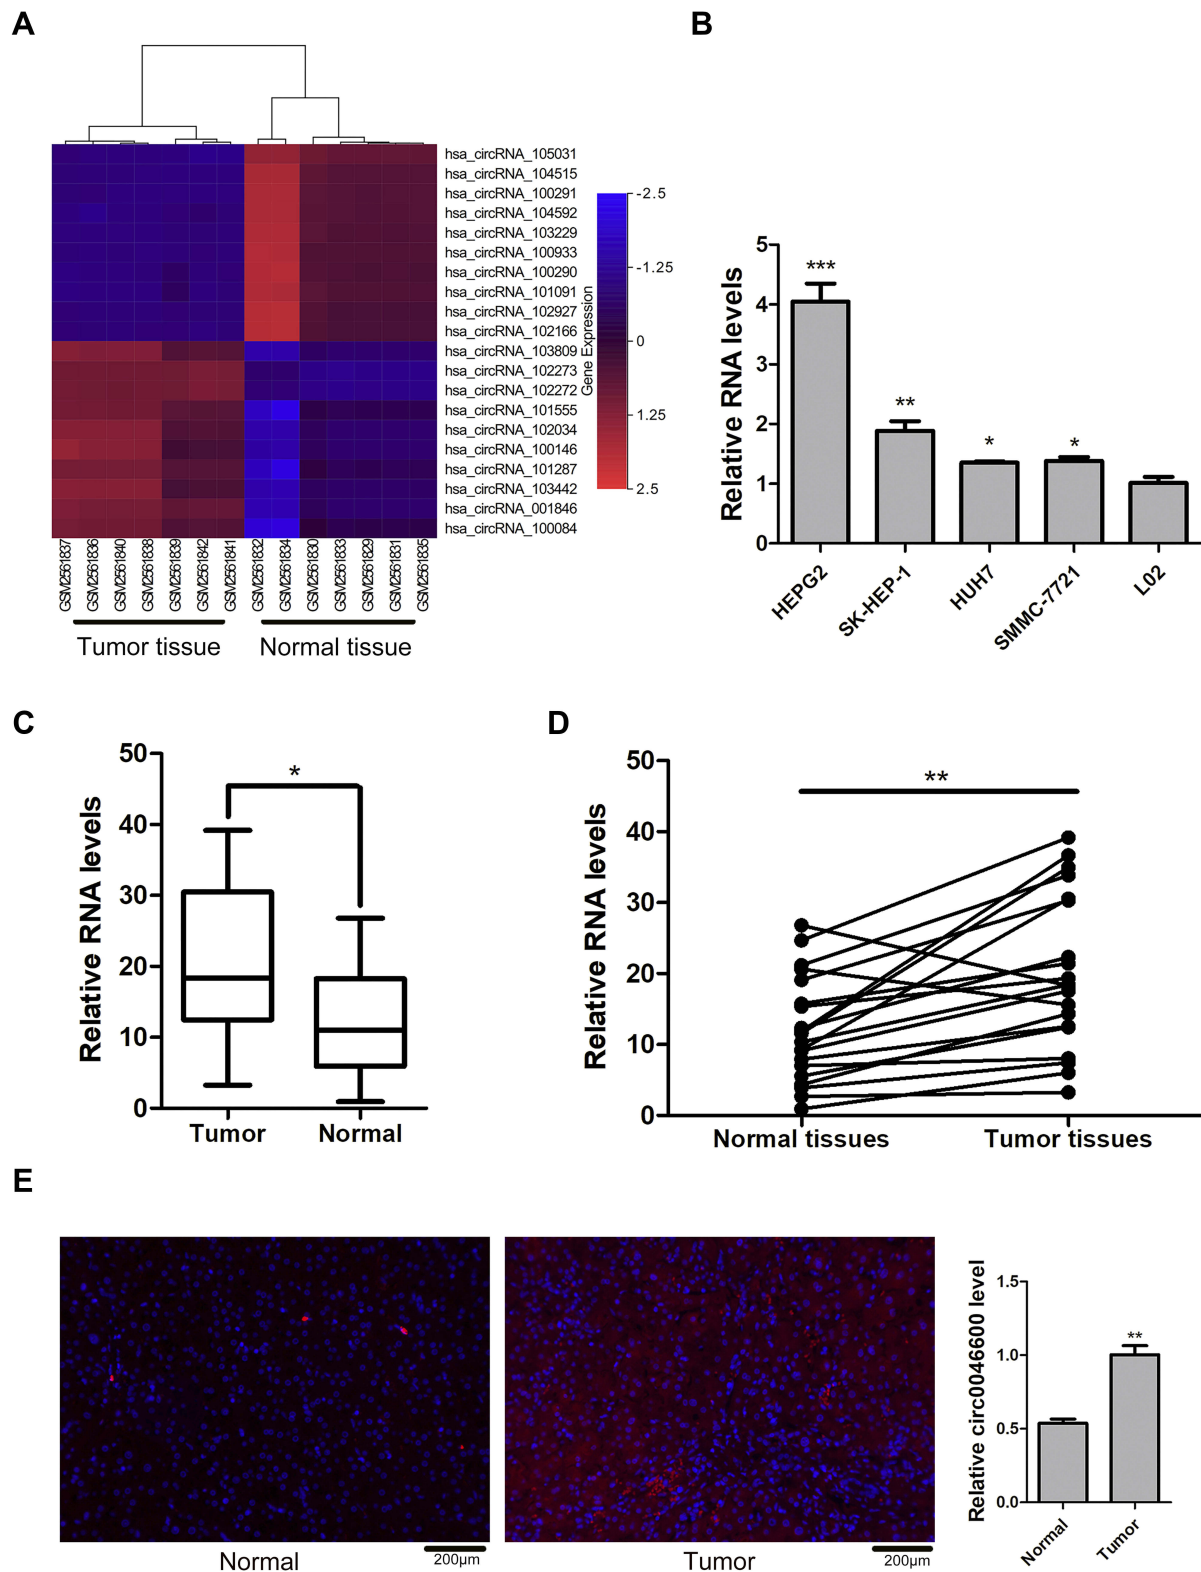 A
hsa_circRNA_105031
hsa_circRNA_104515
hsa_circRNA_100291
hsa_circRNA_104592
hsa_circRNA_103229
hsa_circRNA_100933
hsa_circRNA_100290
hsa_circRNA_101091
hsa_circRNA_102927
hsa_circRNA_102166
hsa_circRNA_103809
hsa_circRNA_102273
hsa_circRNA_102272
hsa_circRNA_101555
hsa_circRNA_102034
hsa_circRNA_100146
hsa_circRNA_101287
hsa_circRNA_103442
hsa_circRNA_001846
hsa_circRNA_100084
Gene Expression
-2.5
-1.25
0
1.25
2.5
GSM2561837
GSM2561836
GSM2561840
GSM2561838
GSM2561839
GSM2561842
GSM2561841
GSM2561832
GSM2561834
GSM2561830
GSM2561833
GSM2561829
GSM2561831
GSM2561835
Tumor tissue
Normal tissue
B
Relative RNA levels
5
4
3
2
1
0
***
**
*
*
HEPG2
SK-HEP-1
HUH7
SMMC-7721
L02
C
Relative RNA levels
50
40
30
20
10
0
*
Tumor
Normal
D
Relative RNA levels
50
40
30
20
10
0
**
Normal tissues
Tumor tissues
E
Normal
200μm
Tumor
200μm
Relative circ0046600 level
1.5
1.0
0.5
0.0
**
Normal
Tumor